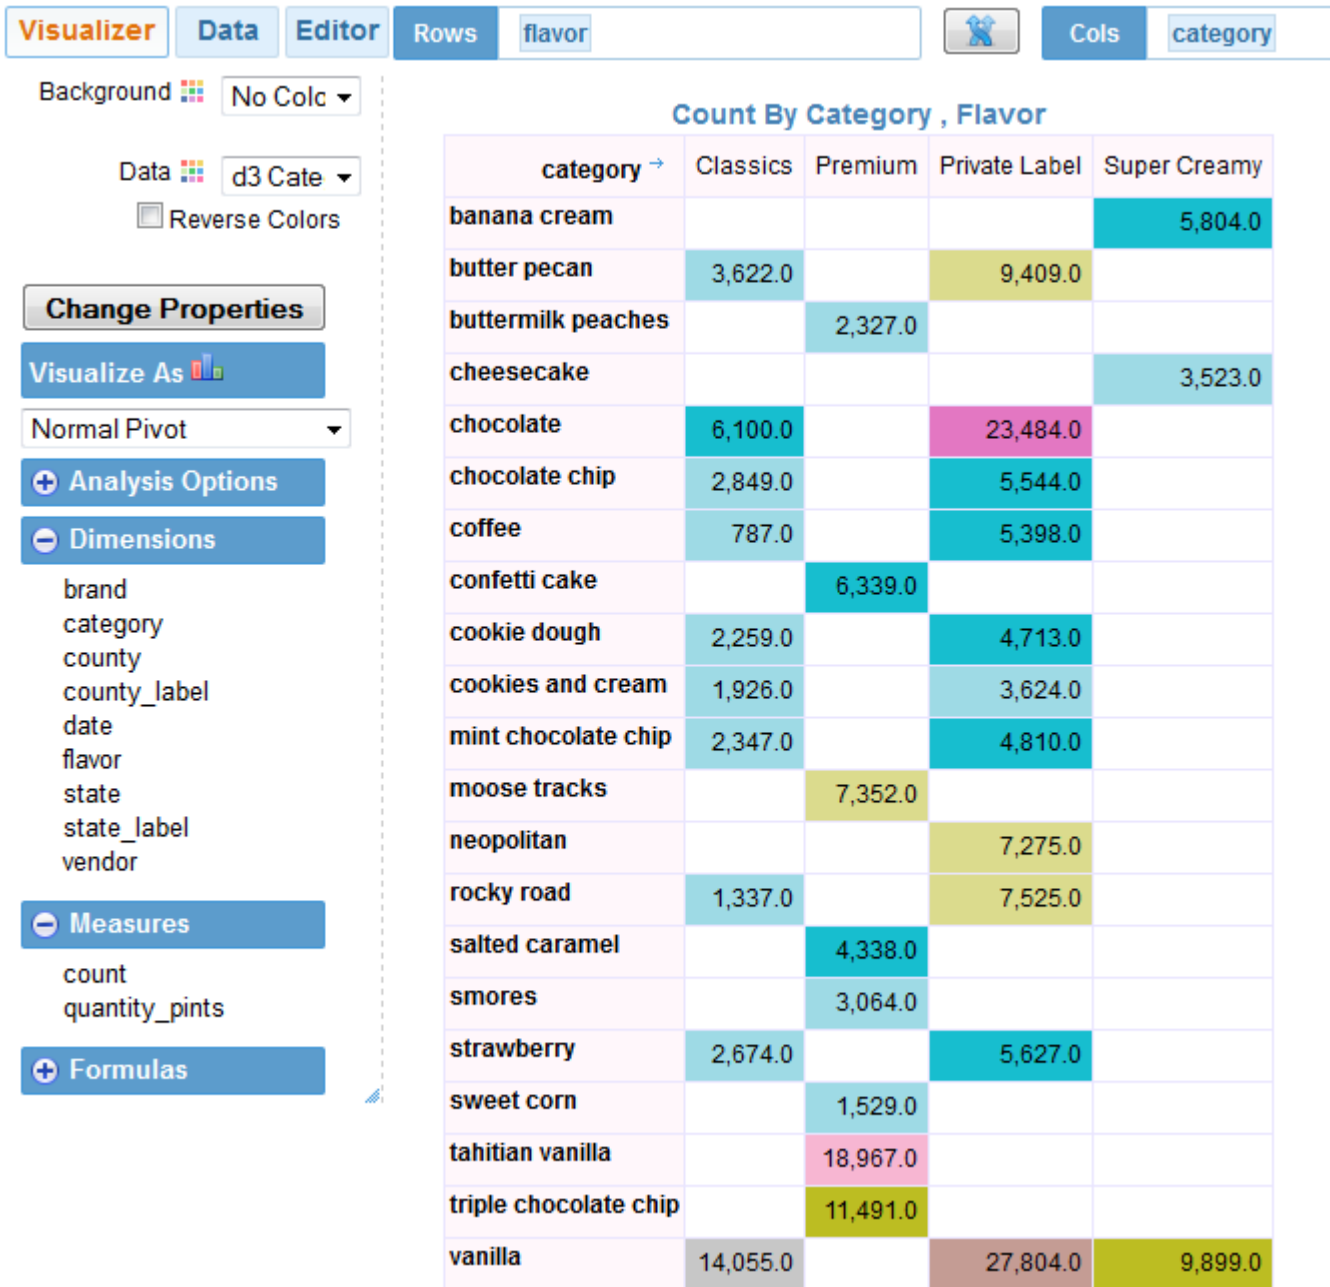 Visualizer Data Editor Rows flavor Cols category
Background No Colc
Data d3 Cate
Reverse Colors
Change Properties
Visualize As
Normal Pivot
Analysis Options
Dimensions
brand
category
county
county_label
date
flavor
state
state_label
vendor
Measures
count
quantity_pints
Formulas
Count By Category , Flavor
category → Classics Premium Private Label Super Creamy
banana cream 5,804.0
butter pecan 3,622.0 9,409.0
buttermilk peaches 2,327.0
cheesecake 3,523.0
chocolate 6,100.0 23,484.0
chocolate chip 2,849.0 5,544.0
coffee 787.0 5,398.0
confetti cake 6,339.0
cookie dough 2,259.0 4,713.0
cookies and cream 1,926.0 3,624.0
mint chocolate chip 2,347.0 4,810.0
moose tracks 7,352.0
neopolitan 7,275.0
rocky road 1,337.0 7,525.0
salted caramel 4,338.0
smores 3,064.0
strawberry 2,674.0 5,627.0
sweet corn 1,529.0
tahitian vanilla 18,967.0
triple chocolate chip 11,491.0
vanilla 14,055.0 27,804.0 9,899.0